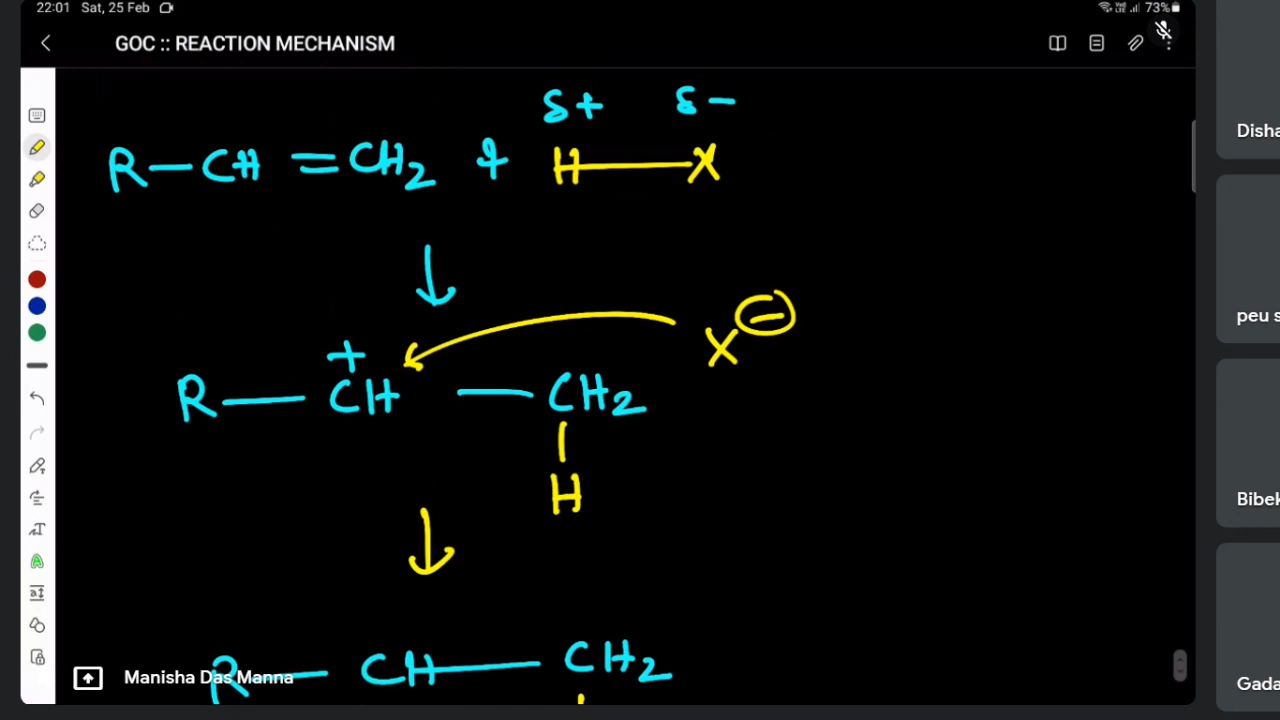 22:01 Sat, 25 Feb
73%
GOC :: REACTION MECHANISM
δ+ δ-
R-CH=CH₂ + H-X
X⊖
+
R-CH-CH₂
|
H
R-CH-CH₂
Manisha Das Manna
Disha
peu s
Bibek
Gada